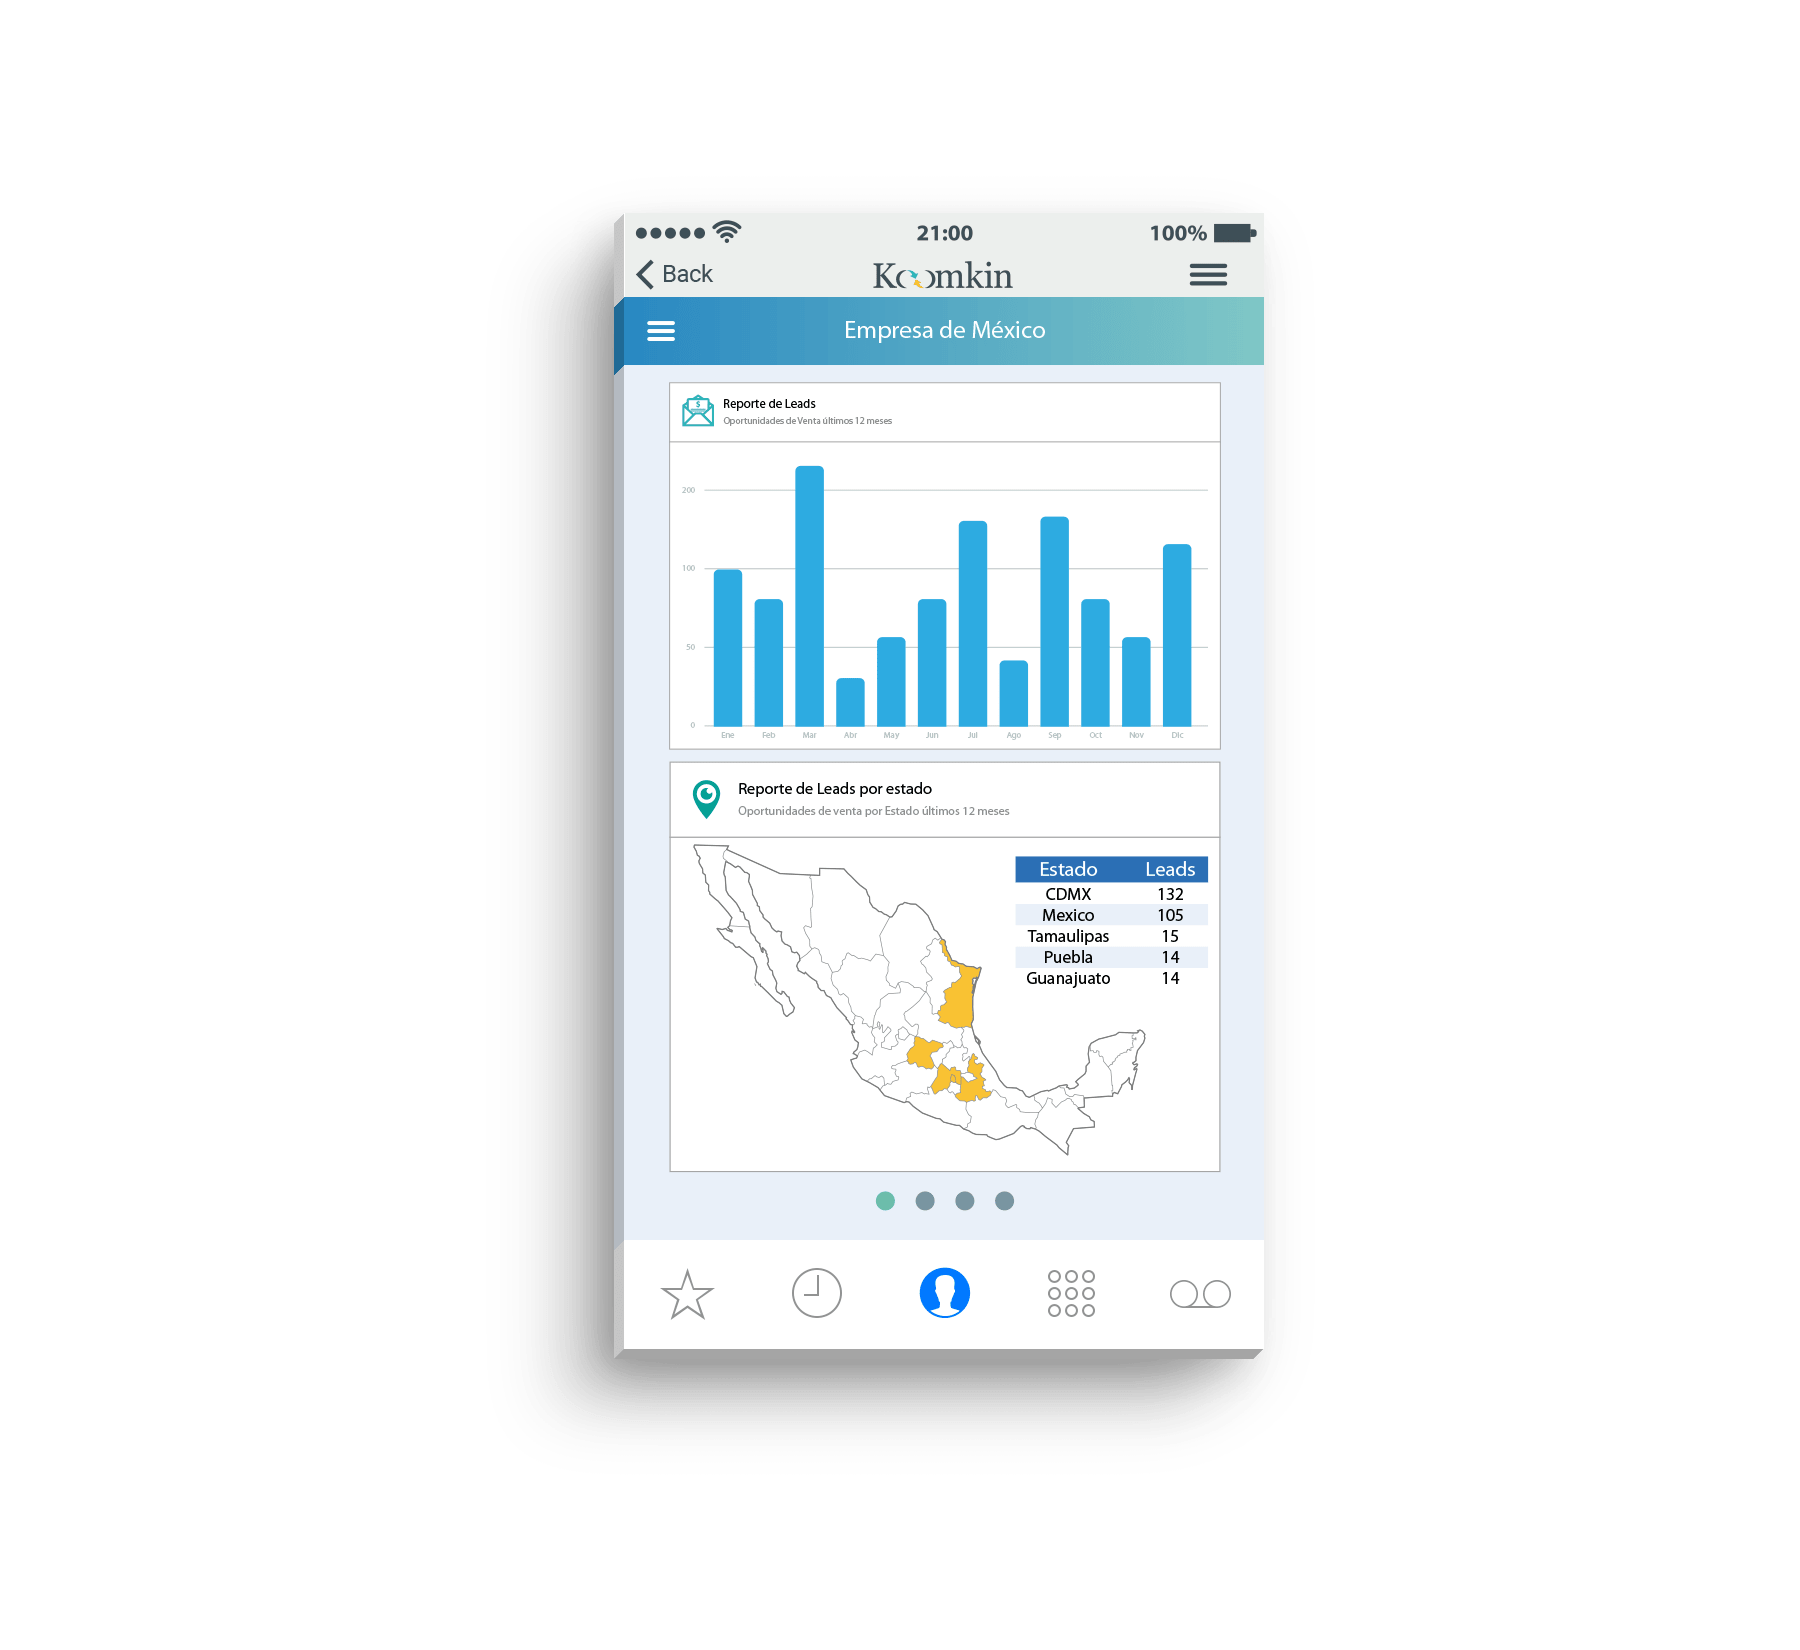 21:00 100%
Back Koomkin
Empresa de México
Reporte de Leads
Oportunidades de Venta últimos 12 meses
200
100
50
0
Ene Feb Mar Abr May Jun Jul Ago Sep Oct Nov Dic
Reporte de Leads por estado
Oportunidades de venta por Estado últimos 12 meses
Estado Leads
CDMX 132
Mexico 105
Tamaulipas 15
Puebla 14
Guanajuato 14